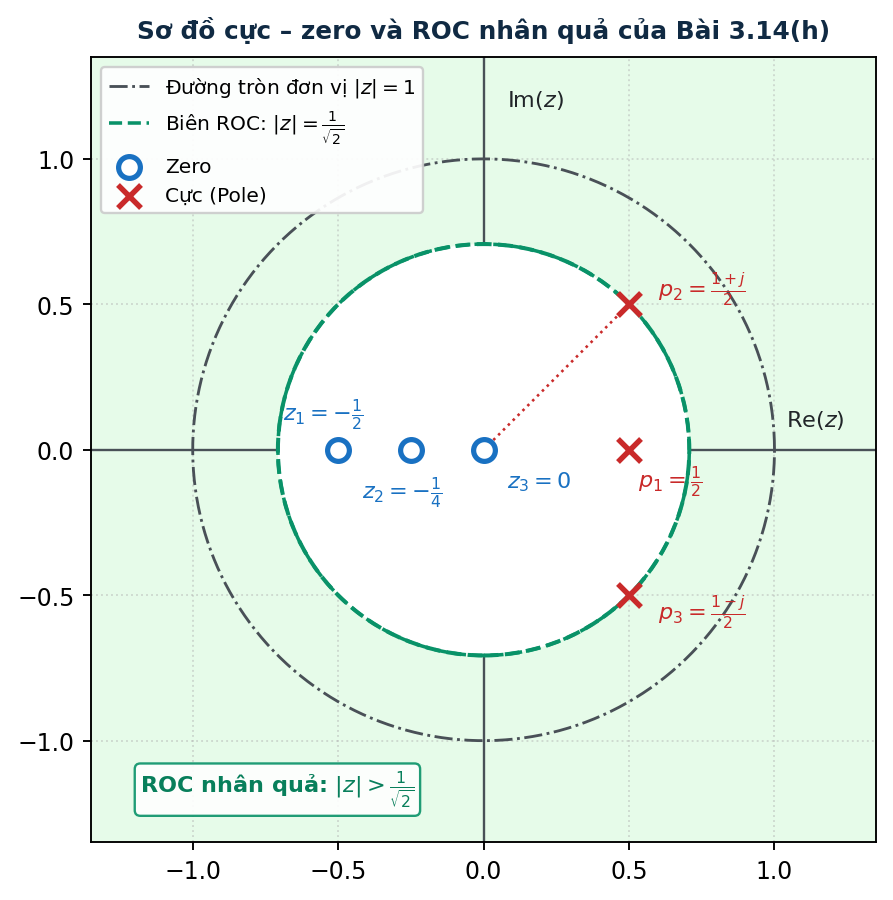 Sơ đồ cực – zero và ROC nhân quả của Bài 3.14(h)
Đường tròn đơn vị |z| = 1
Biên ROC: |z| = 1/√2
Zero
Cực (Pole)
Im(z)
Re(z)
p₂ = (1 + j)/2
z₁ = −1/2
z₂ = −1/4
z₃ = 0
p₁ = 1/2
p₃ = (1 − j)/2
ROC nhân quả: |z| > 1/√2
1.0
0.5
0.0
−0.5
−1.0
−1.0 −0.5 0.0 0.5 1.0